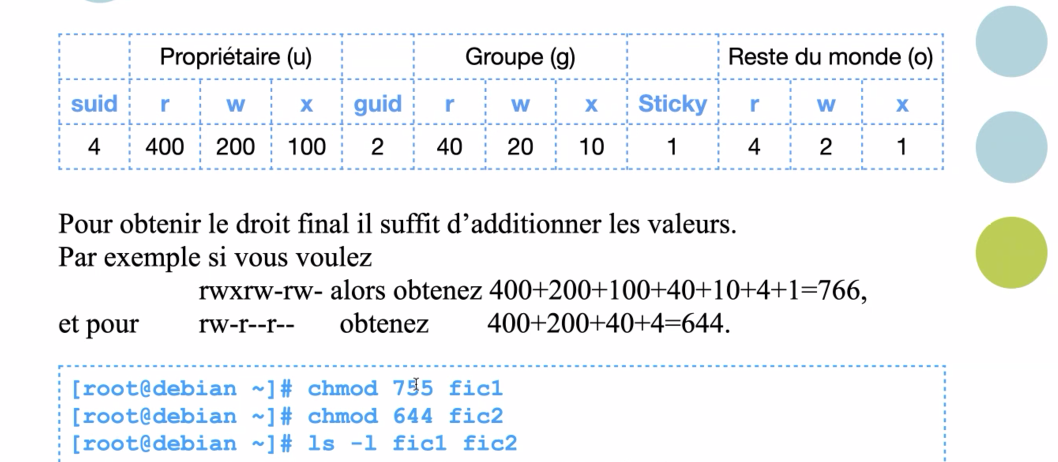 Propriétaire (u) Groupe (g) Reste du monde (o)
suid r w x guid r w x Sticky r w x
4 400 200 100 2 40 20 10 1 4 2 1
Pour obtenir le droit final il suffit d’additionner les valeurs.
Par exemple si vous voulez
rwxrw-rw- alors obtenez 400+200+100+40+10+4+1=766,
et pour rw-r--r-- obtenez 400+200+40+4=644.
[root@debian ~]# chmod 755 fic1
[root@debian ~]# chmod 644 fic2
[root@debian ~]# ls -l fic1 fic2